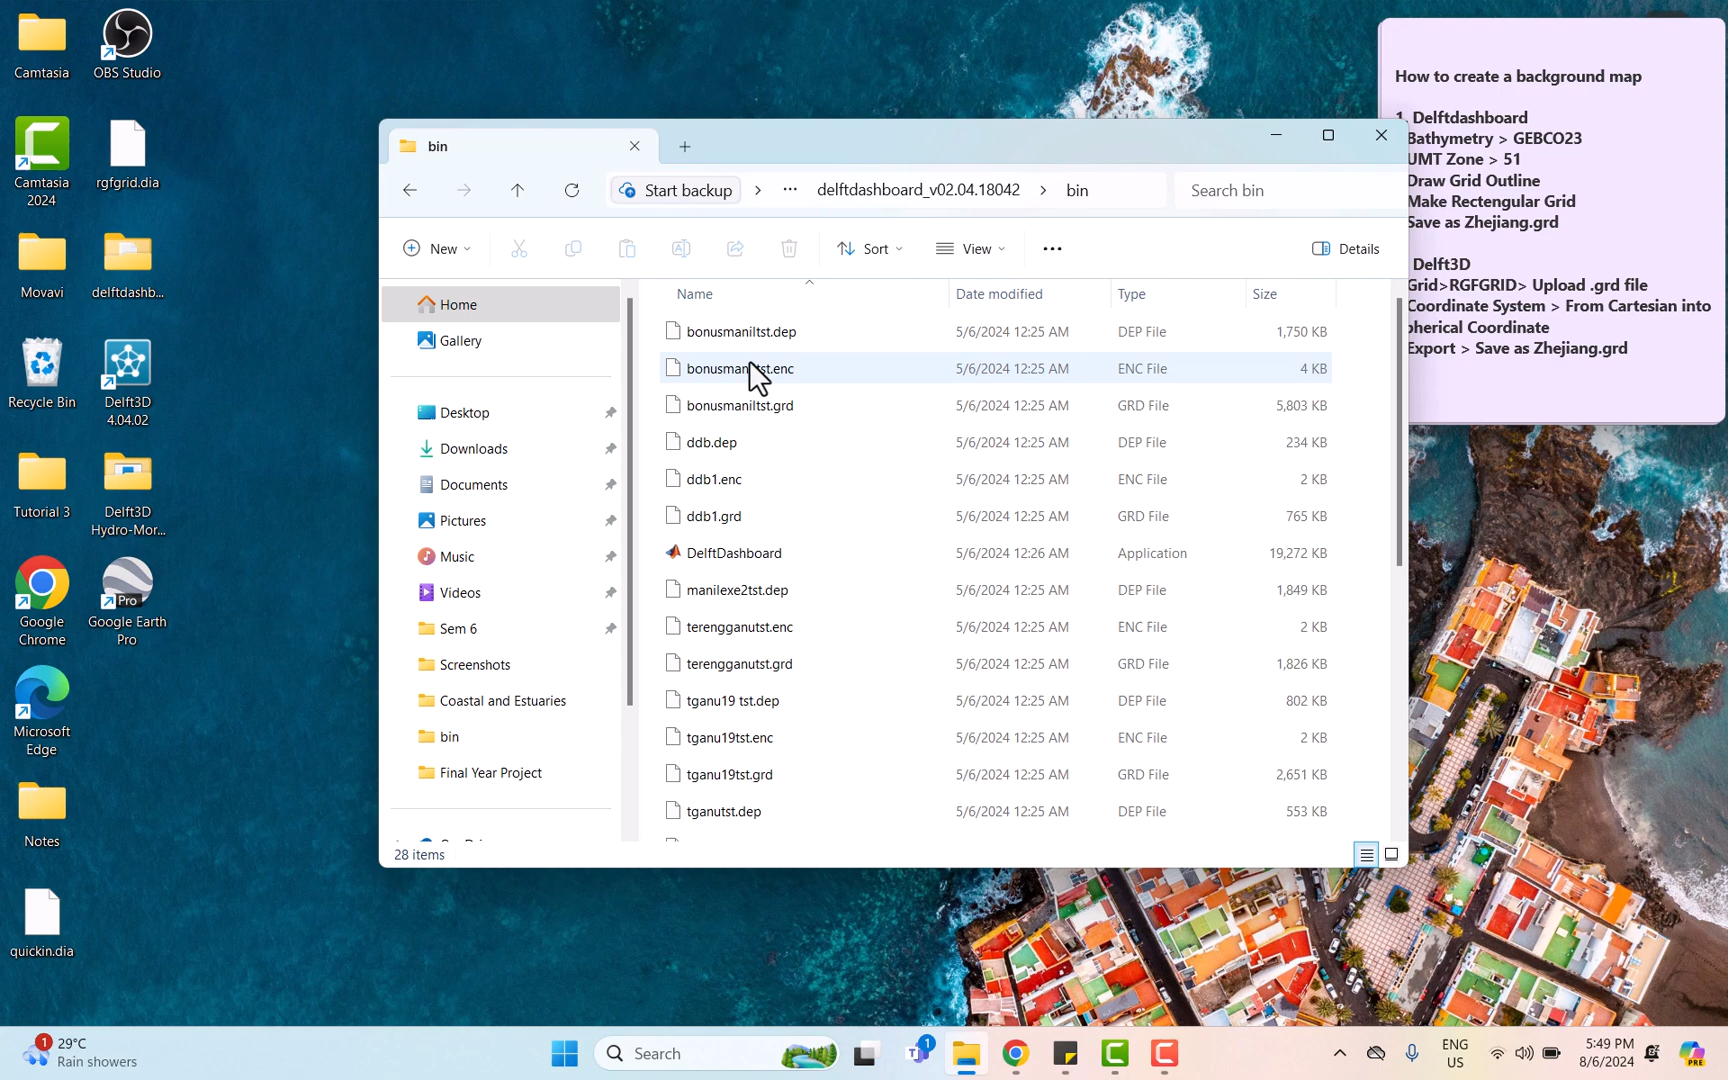 Camtasia
OBS Studio
Camtasia
2024
rgfgrid.dia
Movavi
delftdashb...
Recycle Bin
Delft3D
4.04.02
Tutorial 3
Delft3D
Hydro-Mor...
Google
Chrome
Google Earth
Pro
Microsoft
Edge
Notes
quickin.dia
bin
Start backup
delftdashboard_v02.04.18042
bin
Search bin
New
Sort
View
Details
Home
Gallery
Desktop
Downloads
Documents
Pictures
Music
Videos
Sem 6
Screenshots
Coastal and Estuaries
bin
Final Year Project
Name Date modified Type Size
bonusmaniltst.dep 5/6/2024 12:25 AM DEP File 1,750 KB
bonusmaniltst.enc 5/6/2024 12:25 AM ENC File 4 KB
bonusmaniltst.grd 5/6/2024 12:25 AM GRD File 5,803 KB
ddb.dep 5/6/2024 12:25 AM DEP File 234 KB
ddb1.enc 5/6/2024 12:25 AM ENC File 2 KB
ddb1.grd 5/6/2024 12:25 AM GRD File 765 KB
DelftDashboard 5/6/2024 12:26 AM Application 19,272 KB
manilexe2tst.dep 5/6/2024 12:25 AM DEP File 1,849 KB
terengganutst.enc 5/6/2024 12:25 AM ENC File 2 KB
terengganutst.grd 5/6/2024 12:25 AM GRD File 1,826 KB
tganu19 tst.dep 5/6/2024 12:25 AM DEP File 802 KB
tganu19tst.enc 5/6/2024 12:25 AM ENC File 2 KB
tganu19tst.grd 5/6/2024 12:25 AM GRD File 2,651 KB
tganutst.dep 5/6/2024 12:25 AM DEP File 553 KB
28 items
How to create a background map
1. Delftdashboard
Bathymetry > GEBCO23
UMT Zone > 51
Draw Grid Outline
Make Rectengular Grid
Save as Zhejiang.grd
Delft3D
Grid>RGFGRID> Upload .grd file
Coordinate System > From Cartesian into
pherical Coordinate
Export > Save as Zhejiang.grd
1
29°C
Rain showers
Pro
Search
1
ENG
US
5:49 PM
8/6/2024
PRE